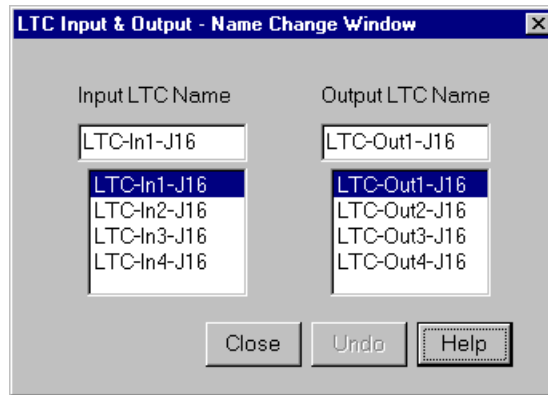 LTC Input & Output - Name Change Window
Input LTC Name
Output LTC Name
LTC-In1-J16
LTC-Out1-J16
LTC-In1-J16
LTC-In2-J16
LTC-In3-J16
LTC-In4-J16
LTC-Out1-J16
LTC-Out2-J16
LTC-Out3-J16
LTC-Out4-J16
Close
Undo
Help